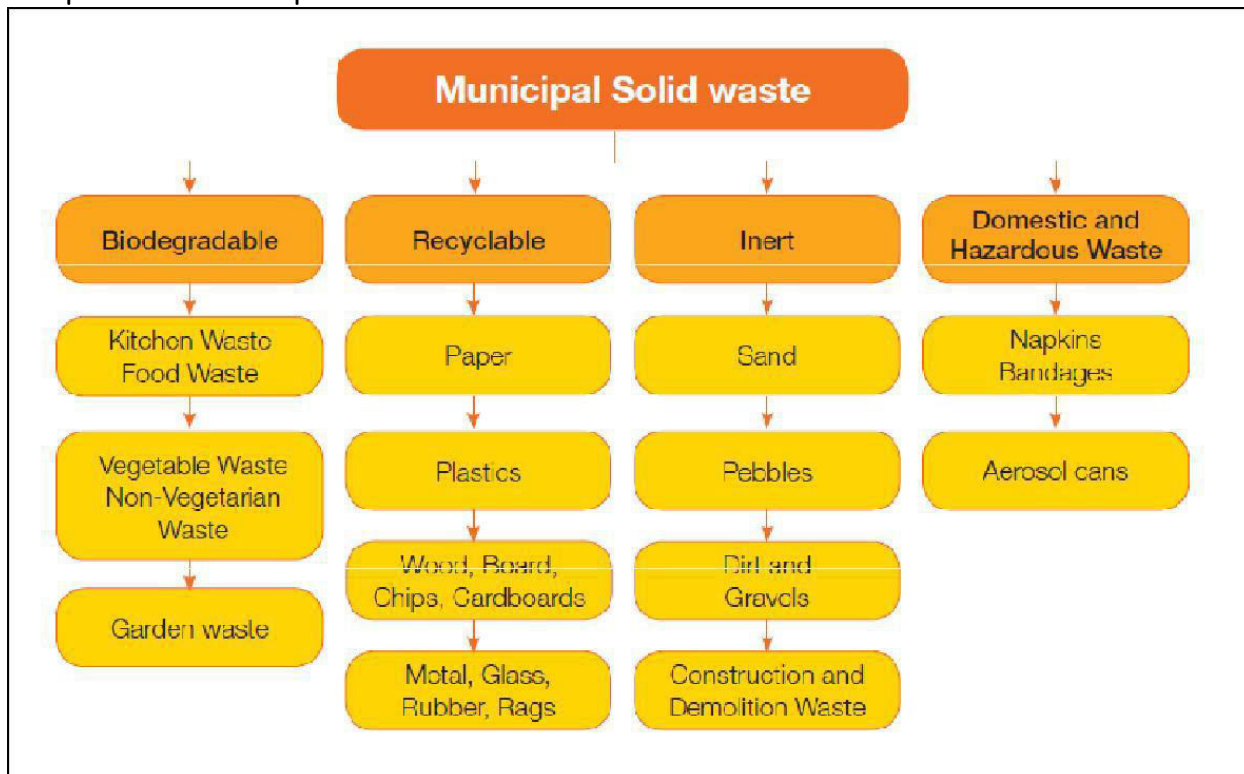 Municipal Solid waste
Biodegradable
Kitchen Waste
Food Waste
Vegetable Waste
Non-Vegetarian
Waste
Garden waste
Recyclable
Paper
Plastics
Wood, Board,
Chips, Cardboards
Metal, Glass,
Rubber, Rags
Inert
Sand
Pebbles
Dirt and
Gravels
Construction and
Demolition Waste
Domestic and
Hazardous Waste
Napkins
Bandages
Aerosol cans